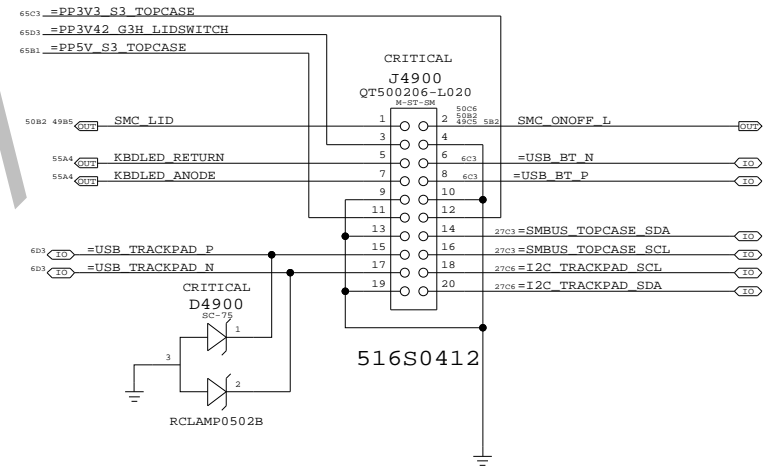 65C3 =PP3V3_S3_TOPCASE
65D3 =PP3V42_G3H_LIDSWITCH
65B1 =PP5V_S3_TOPCASE
CRITICAL
J4900
QT500206-L020
M-ST-SM
50B2 49B5 OUT SMC_LID 1
2 50C6 50B2 49C5 5B2 SMC_ONOFF_L OUT
3 4
55A4 OUT KBDLED_RETURN 5 6 6C3 =USB_BT_N IO
55A4 OUT KBDLED_ANODE 7 8 6C3 =USB_BT_P IO
9 10
11 12
13 14 27C3 =SMBUS_TOPCASE_SDA IO
6D3 IO =USB_TRACKPAD_P 15 16 27C3 =SMBUS_TOPCASE_SCL IO
6D3 IO =USB_TRACKPAD_N 17 18 27C6 =I2C_TRACKPAD_SCL IO
19 20 27C6 =I2C_TRACKPAD_SDA IO
CRITICAL
D4900
SC-75
1
3
2
RCLAMP0502B
516S0412